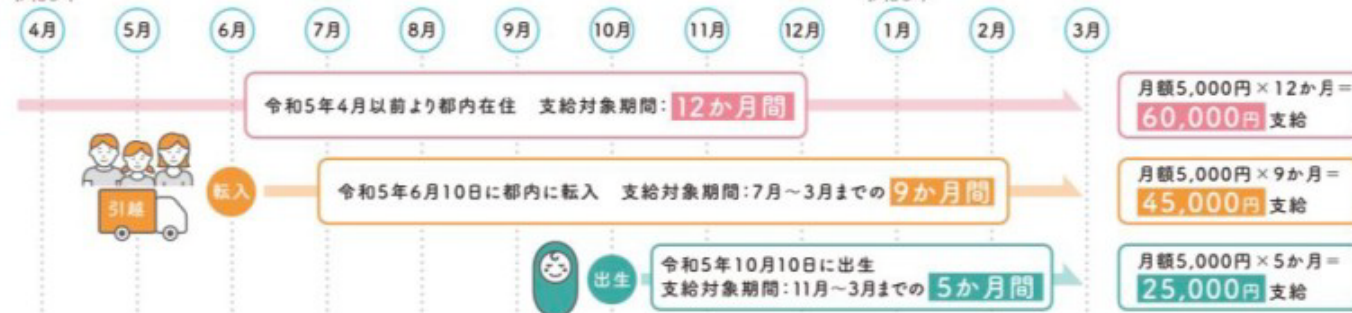 4月 5月 6月 7月 8月 9月 10月 11月 12月 1月 2月 3月
令和5年4月以前より都内在住 支給対象期間:12か月間
月額5,000円×12か月=
60,000円 支給
引越
転入
令和5年6月10日に都内に転入 支給対象期間:7月～3月までの 9か月間
月額5,000円×9か月=
45,000円 支給
出生
令和5年10月10日に出生
支給対象期間:11月～3月までの 5か月間
月額5,000円×5か月=
25,000円 支給